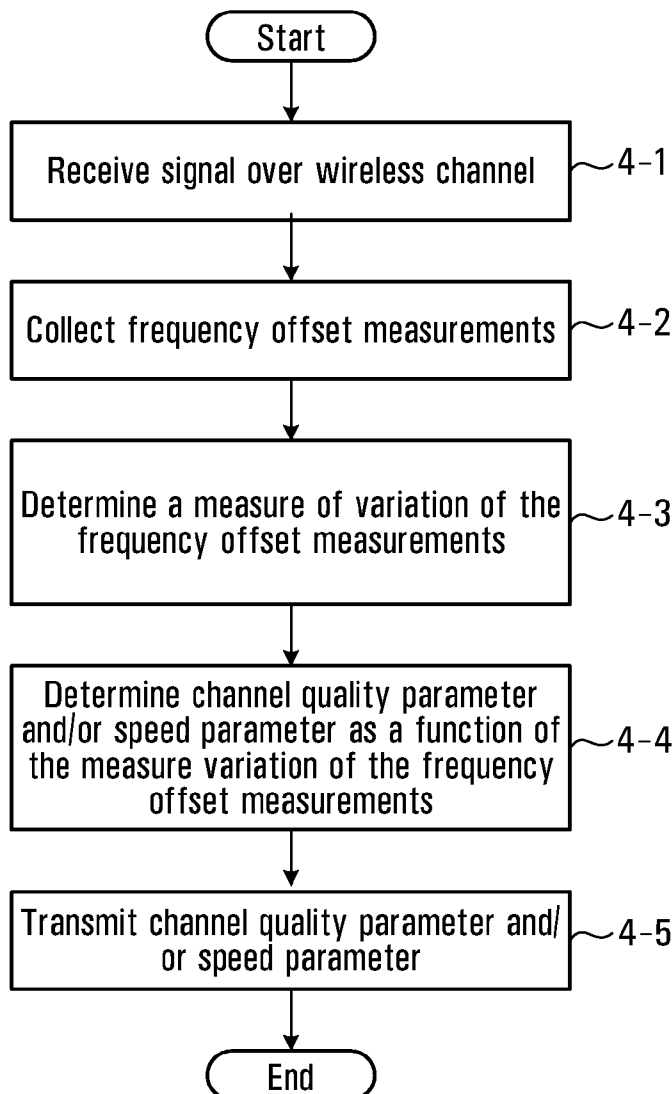 Start
Receive signal over wireless channel
4-1
Collect frequency offset measurements
4-2
Determine a measure of variation of the
frequency offset measurements
4-3
Determine channel quality parameter
and/or speed parameter as a function of
the measure variation of the frequency
offset measurements
4-4
Transmit channel quality parameter and/
or speed parameter
4-5
End